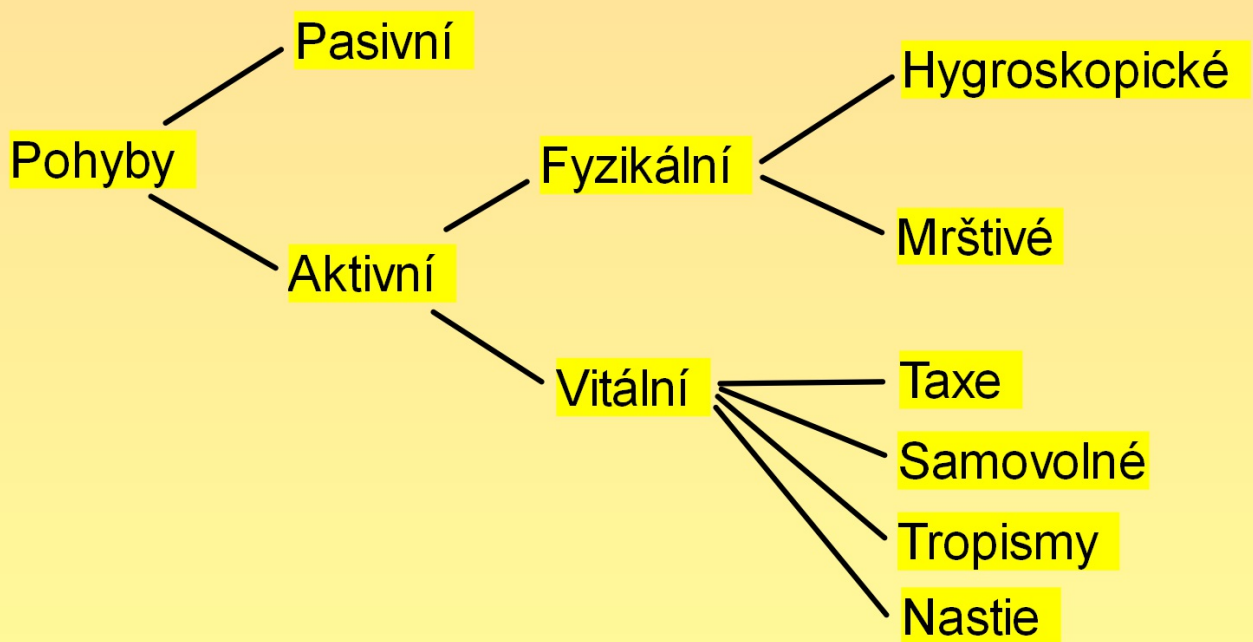 Pohyby
Pasivní
Aktivní
Fyzikální
Hygroskopické
Mrštivé
Vitální
Taxe
Samovolné
Tropismy
Nastie